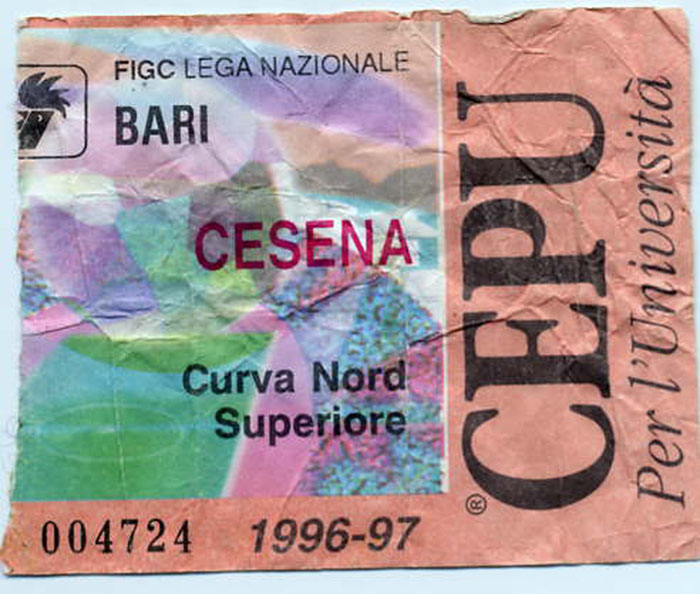 FIGC LEGA NAZIONALE
BARI
CESENA
Curva Nord
Superiore
004724 1996-97
CEPU®
Per l'Università